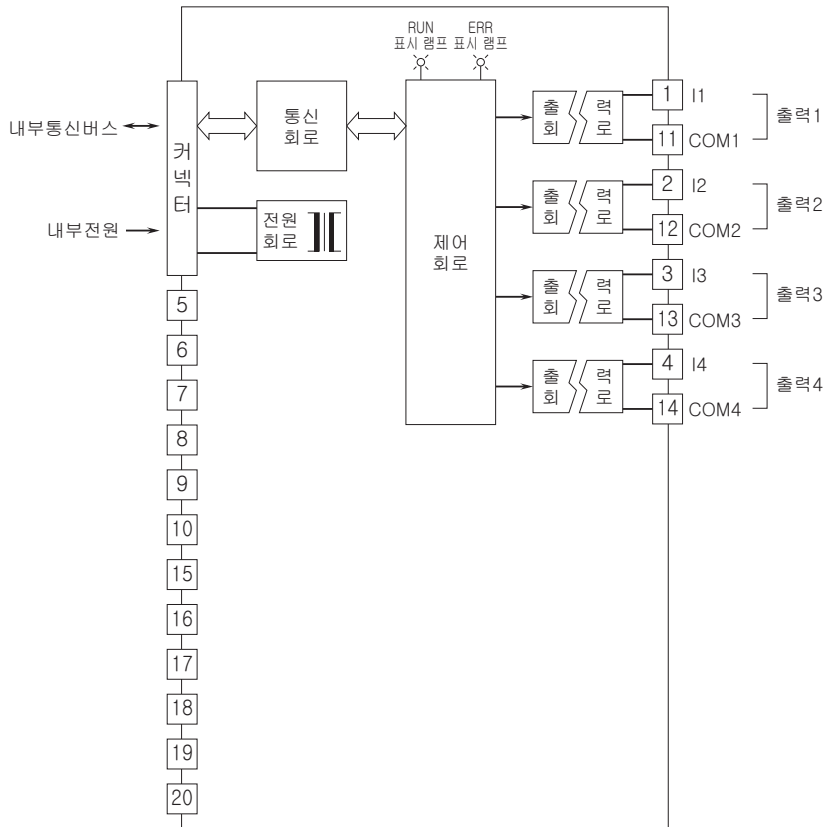 RUN
표시 램프
ERR
표시 램프
내부통신버스
커넥터
통신
회로
내부전원
전원
회로
제어
회로
출 력
회 로
1
I1
11
COM1
출력1
출 력
회 로
2
I2
12
COM2
출력2
출 력
회 로
3
I3
13
COM3
출력3
출 력
회 로
4
I4
14
COM4
출력4
5
6
7
8
9
10
15
16
17
18
19
20